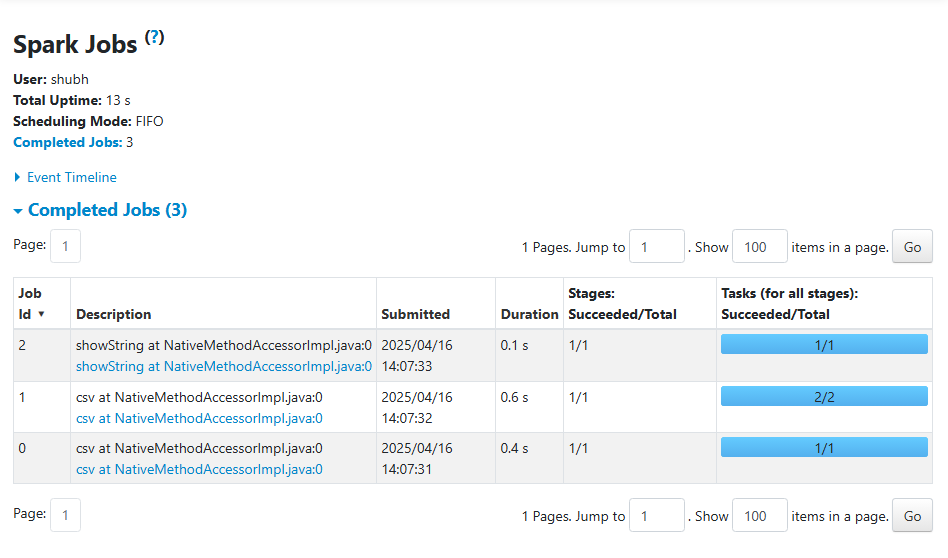 Spark Jobs (?)
User: shubh
Total Uptime: 13 s
Scheduling Mode: FIFO
Completed Jobs: 3
Event Timeline
Completed Jobs (3)
Page: 1 1 Pages. Jump to 1 . Show 100 items in a page. Go
Job Id ▼ Description Submitted Duration Stages: Succeeded/Total Tasks (for all stages): Succeeded/Total
2 showString at NativeMethodAccessorImpl.java:0 2025/04/16 0.1 s 1/1 1/1
showString at NativeMethodAccessorImpl.java:0 14:07:33
1 csv at NativeMethodAccessorImpl.java:0 2025/04/16 0.6 s 1/1 2/2
csv at NativeMethodAccessorImpl.java:0 14:07:32
0 csv at NativeMethodAccessorImpl.java:0 2025/04/16 0.4 s 1/1 1/1
csv at NativeMethodAccessorImpl.java:0 14:07:31
Page: 1 1 Pages. Jump to 1 . Show 100 items in a page. Go